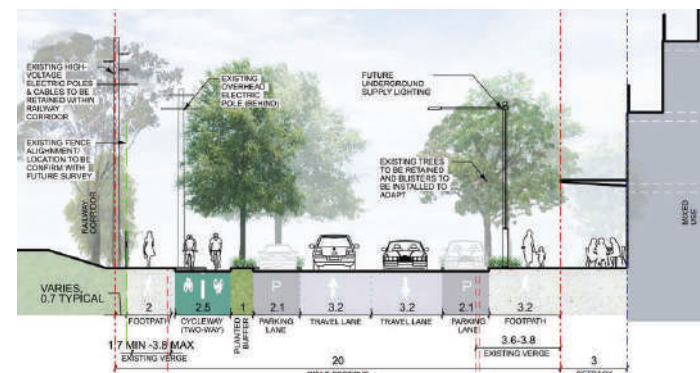 EXISTING HIGH-
VOLTAGE
ELECTRIC POLES
& CABLES TO BE
RETAINED WITHIN
RAILWAY
CORRIDOR
EXISTING
OVERHEAD
ELECTRIC
POLE (BEHIND)
FUTURE
UNDERGROUND
SUPPLY LIGHTING
EXISTING FENCE
ALIGNMENT/
LOCATION TO BE
CONFIRM WITH
FUTURE SURVEY
EXISTING TREES
TO BE RETAINED
AND BLISTERS TO
BE INSTALLED TO
ADAPT
RAILWAY
CORRIDOR
MIXED
USE
VARIES,
0.7 TYPICAL
P
P
2
2.5
1
2.1
3.2
3.2
2.1
3.2
FOOTPATH
CYCLEWAY
(TWO-WAY)
PLANTED
BUFFER
PARKING
LANE
TRAVEL LANE
TRAVEL LANE
PARKING
LANE
FOOTPATH
1.7 MIN -3.8 MAX
EXISTING VERGE
3.6-3.8
EXISTING VERGE
20
3